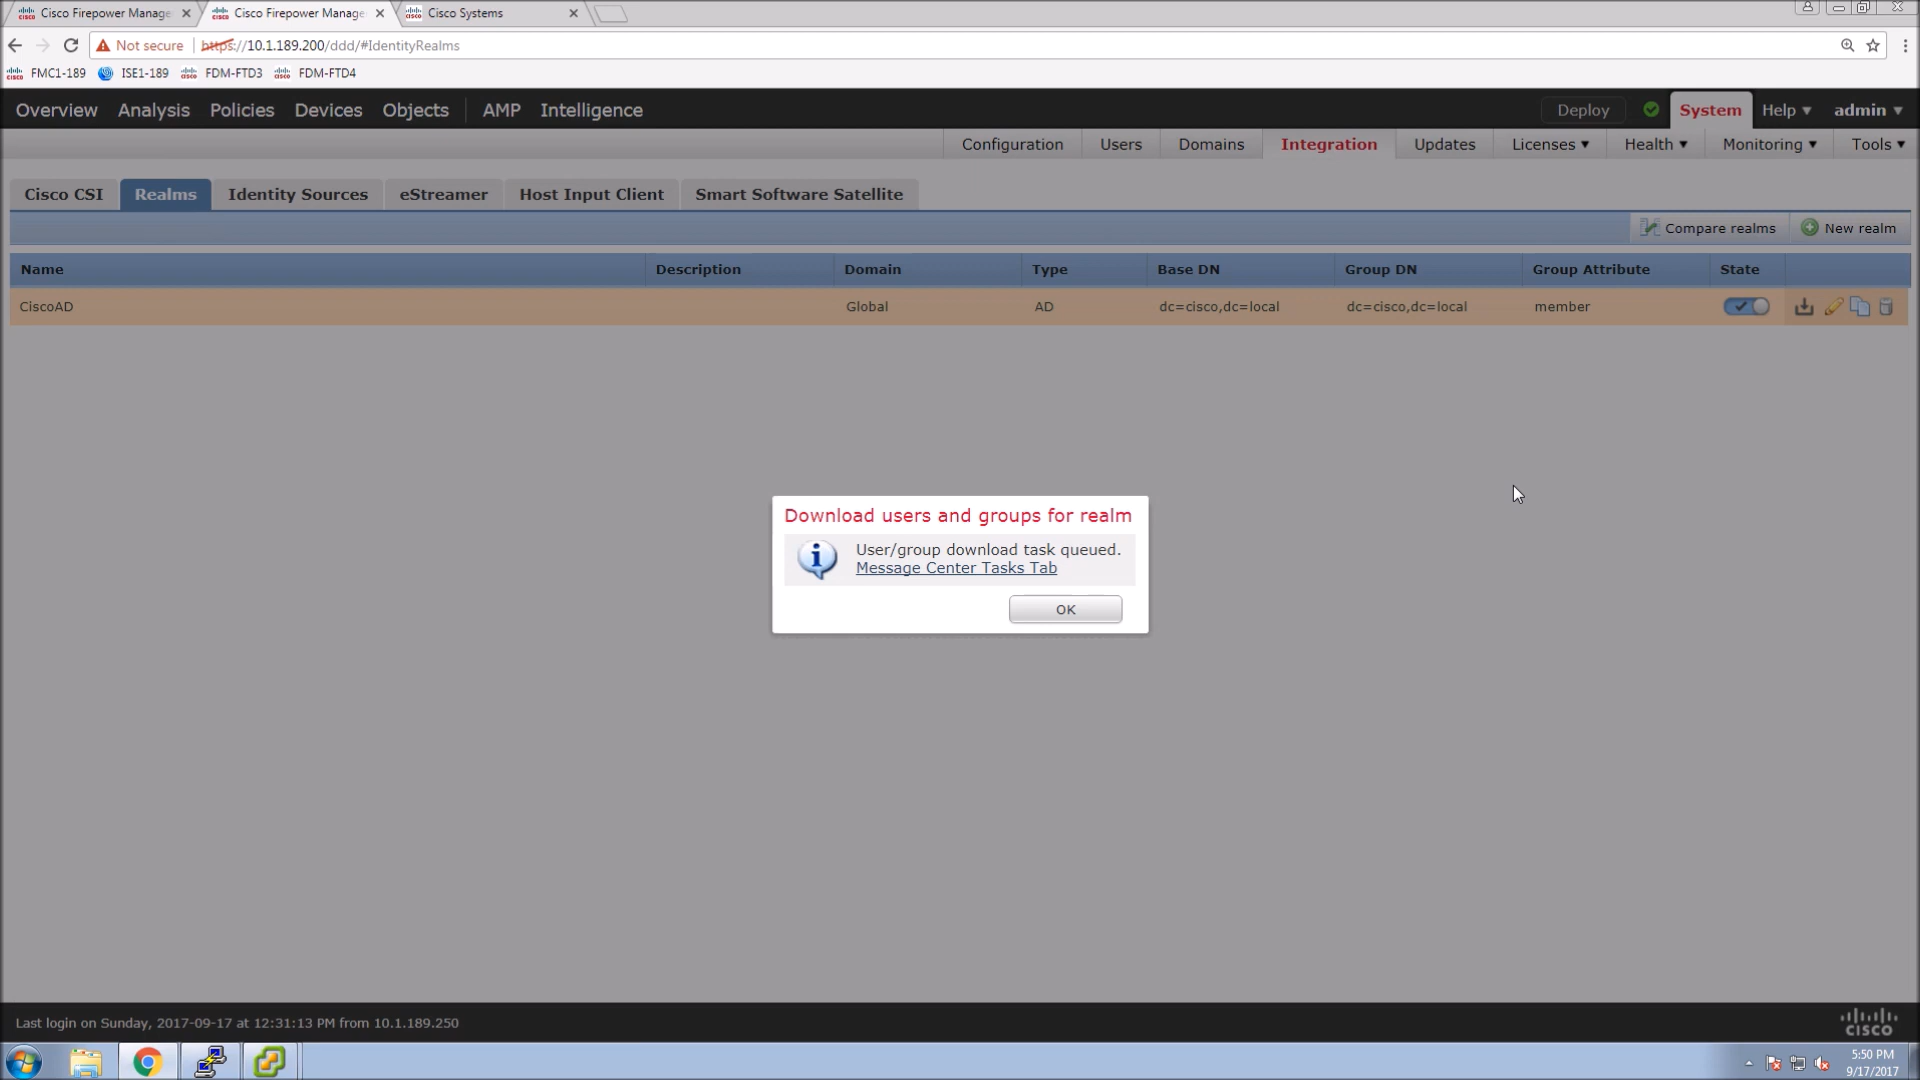 Cisco Firepower Manage
Cisco Firepower Manage
Cisco Systems
Not secure
https://10.1.189.200/ddd/#IdentityRealms
FMC1-189
ISE1-189
FDM-FTD3
FDM-FTD4
Overview Analysis Policies Devices Objects AMP Intelligence
Deploy System Help ▾ admin ▾
Configuration Users Domains Integration Updates Licenses ▾ Health ▾ Monitoring ▾ Tools ▾
Cisco CSI Realms Identity Sources eStreamer Host Input Client Smart Software Satellite
Compare realms New realm
Name Description Domain Type Base DN Group DN Group Attribute State
CiscoAD Global AD dc=cisco,dc=local dc=cisco,dc=local member
Download users and groups for realm
User/group download task queued.
Message Center Tasks Tab
OK
Last login on Sunday, 2017-09-17 at 12:31:13 PM from 10.1.189.250
CISCO
5:50 PM
9/17/2017